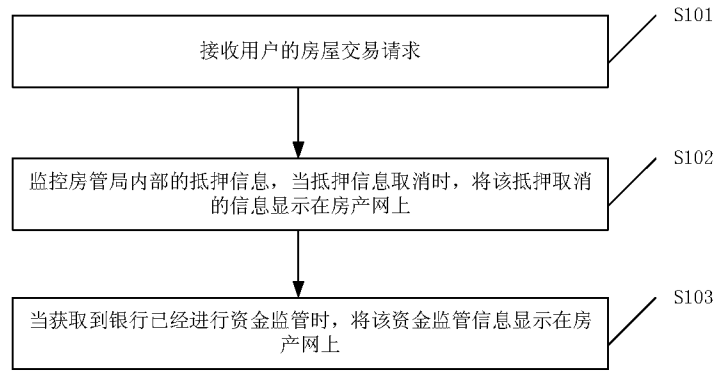 S101
接收用户的房屋交易请求
S102
监控房管局内部的抵押信息，当抵押信息取消时，将该抵押取消
的信息显示在房产网上
S103
当获取到银行已经进行资金监管时，将该资金监管信息显示在房
产网上